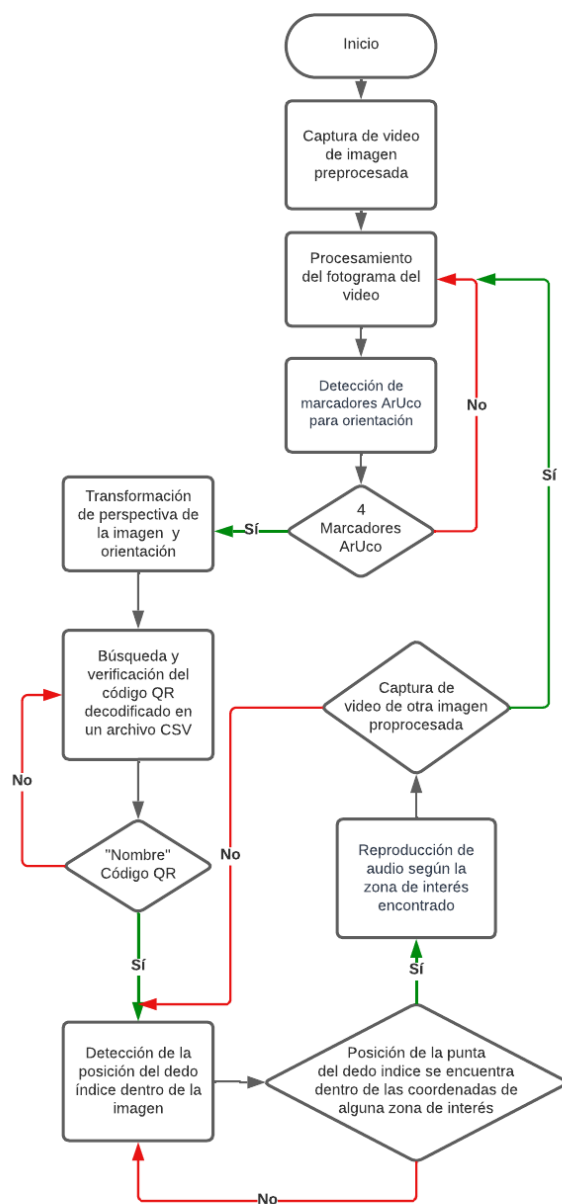 Inicio
Captura de video
de imagen
preprocesada
Procesamiento
del fotograma del
video
Detección de
marcadores ArUco
para orientación
No
Sí
4
Marcadores
ArUco
Sí
Transformación
de perspectiva de
la imagen y
orientación
Búsqueda y
verificación del
código QR
decodificado en
un archivo CSV
Captura de
video de otra imagen
proprocesada
No
No
"Nombre"
Código QR
Reproducción de
audio según la
zona de interés
encontrado
Sí
Sí
Detección de la
posición del dedo
índice dentro de la
imagen
Posición de la punta
del dedo indice se encuentra
dentro de las coordenadas de
alguna zona de interés
No